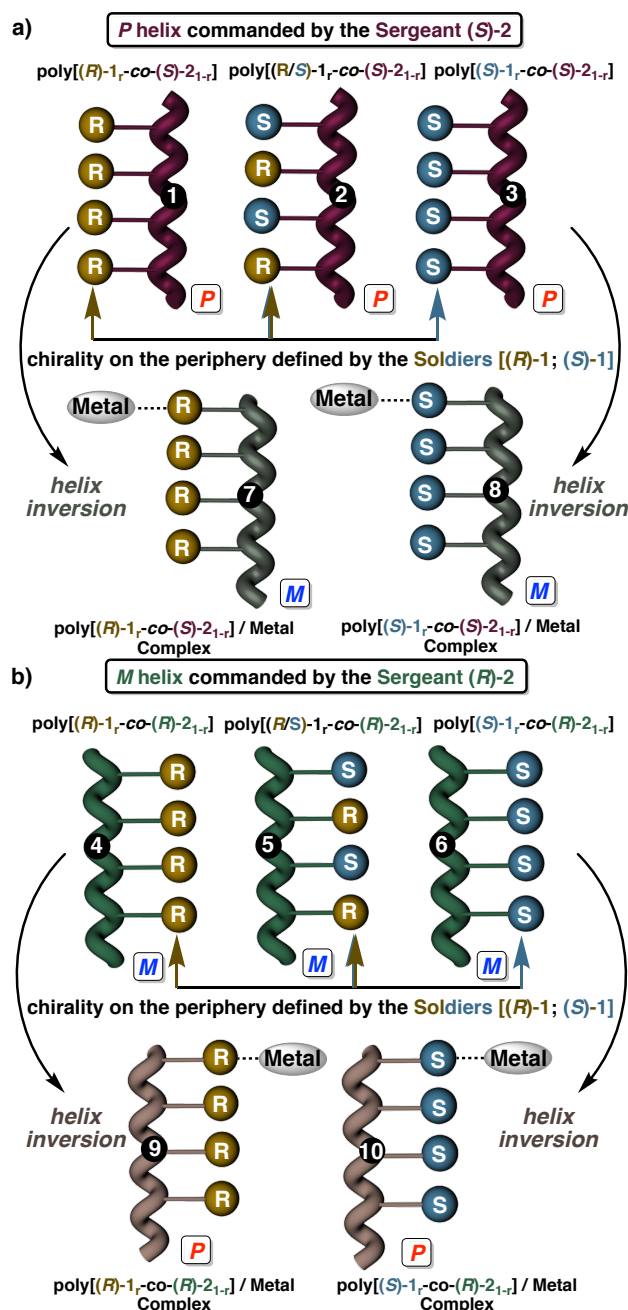 a)
P helix commanded by the Sergeant (S)-2
poly[(R)-1r-co-(S)-21-r] poly[(R/S)-1r-co-(S)-21-r] poly[(S)-1r-co-(S)-21-r]
R S S
R R S
1 2 3
R S S
R R S
P P P
chirality on the periphery defined by the Soldiers [(R)-1; (S)-1]
Metal R Metal S
R S
helix R 7 S 8 helix
inversion R S inversion
M M
poly[(R)-1r-co-(S)-21-r] / Metal poly[(S)-1r-co-(S)-21-r] / Metal
Complex Complex
b)
M helix commanded by the Sergeant (R)-2
poly[(R)-1r-co-(R)-21-r] poly[(R/S)-1r-co-(R)-21-r] poly[(S)-1r-co-(R)-21-r]
R S S
R R S
4 5 6
R S S
R R S
M M M
chirality on the periphery defined by the Soldiers [(R)-1; (S)-1]
R Metal S Metal
helix R S helix
inversion 9 R 10 S inversion
R S
P P
poly[(R)-1r-co-(R)-21-r] / Metal poly[(S)-1r-co-(R)-21-r] / Metal
Complex Complex